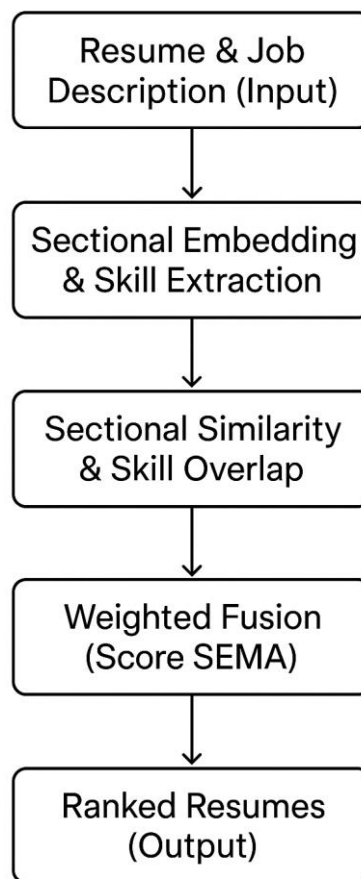 Resume & Job
Description (Input)
Sectional Embedding
& Skill Extraction
Sectional Similarity
& Skill Overlap
Weighted Fusion
(Score SEMA)
Ranked Resumes
(Output)